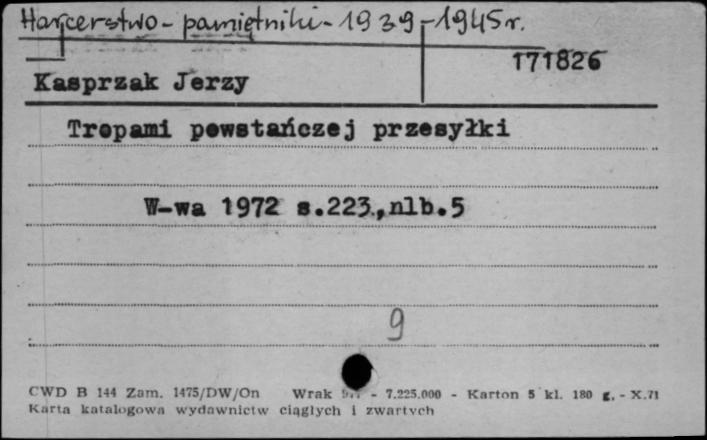 Harcerstwo - pamiętniki - 1939-1945 r.
171826
Kasprzak Jerzy
Tropami powstańczej przesyłki
W-wa 1972 s.223.,nlb.5
9
CWD B 144 Zam. 1475/DW/On Wrak - 7.225.000 - Karton 5 kl. 180 g. - X.71
Karta katalogowa wydawnictw ciągłych i zwartych